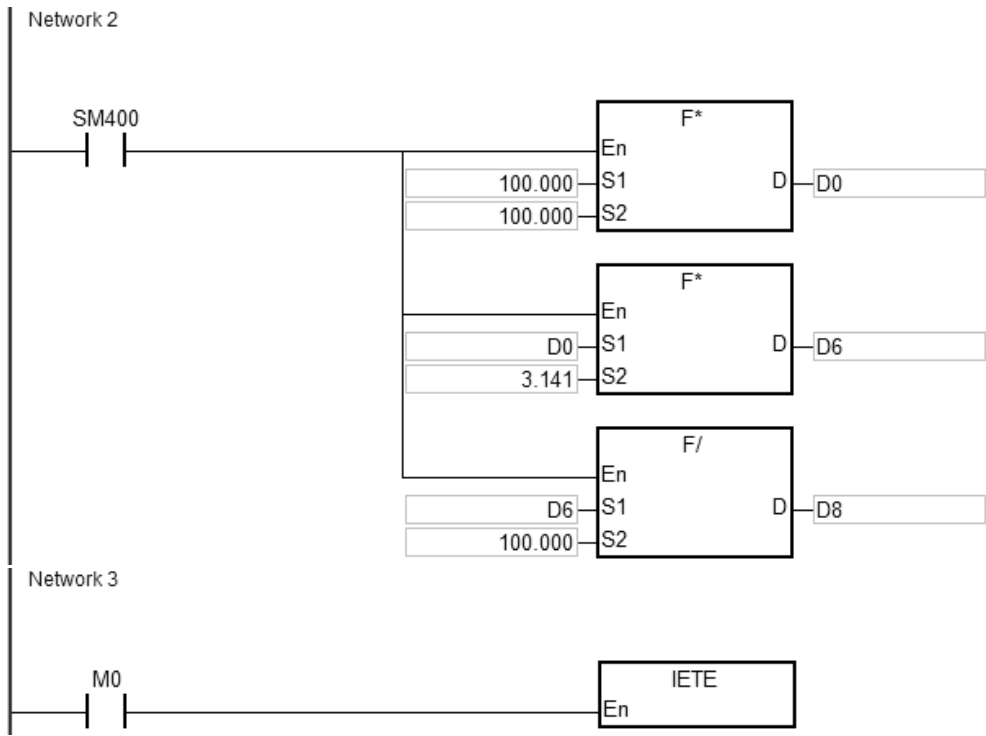 Network 2
SM400
F*
En
100.000 S1 D D0
100.000 S2
F*
En
D0 S1 D D6
3.141 S2
F/
En
D6 S1 D D8
100.000 S2
Network 3
M0
IETE
En